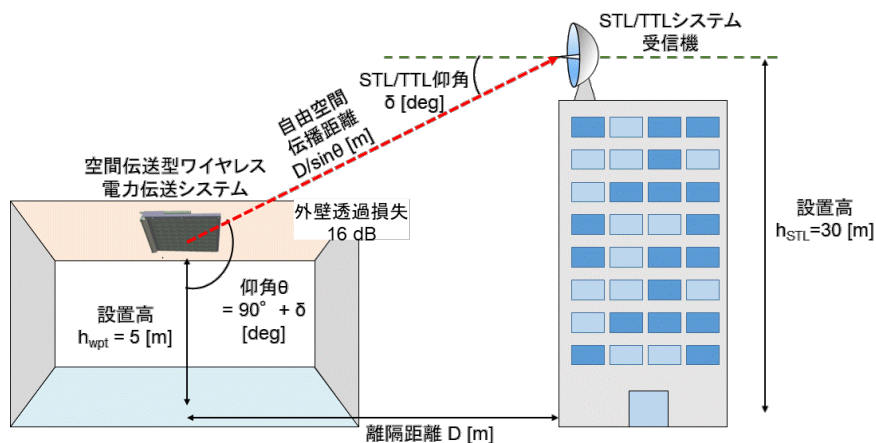 STL/TTLシステム
受信機
STL/TTL仰角
δ [deg]
自由空間
伝播距離
D/sinθ [m]
空間伝送型ワイヤレス
電力伝送システム
外壁透過損失
16 dB
設置高
hSTL=30 [m]
仰角θ
= 90° + δ
[deg]
設置高
hwpt = 5 [m]
離隔距離 D [m]